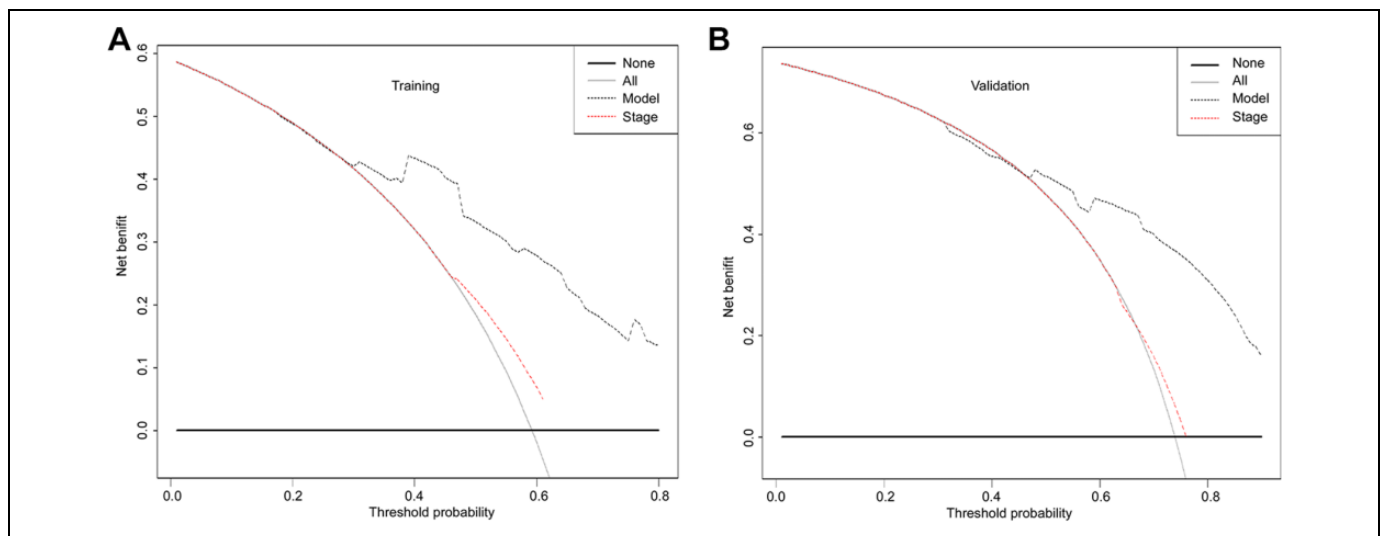 A
Training
None
All
Model
Stage
Net benifit
0.6
0.5
0.4
0.3
0.2
0.1
0.0
0.0 0.2 0.4 0.6 0.8
Threshold probability
B
Validation
None
All
Model
Stage
Net benifit
0.6
0.4
0.2
0.0
0.0 0.2 0.4 0.6 0.8
Threshold probability